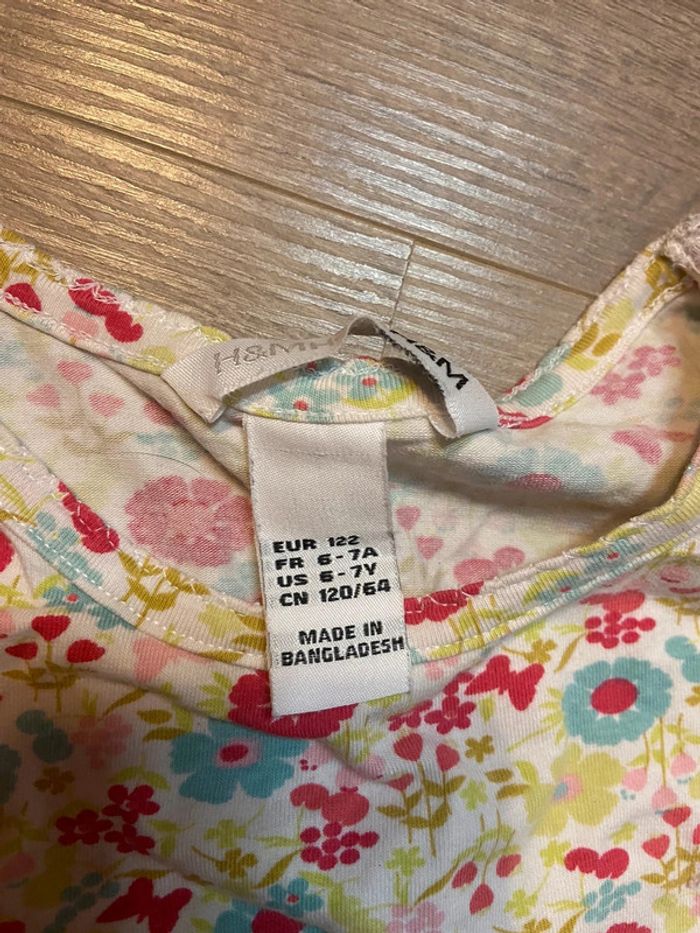 H&M
H&M
EUR 122
FR 6-7A
US 6-7Y
CN 120/64
MADE IN
BANGLADESH